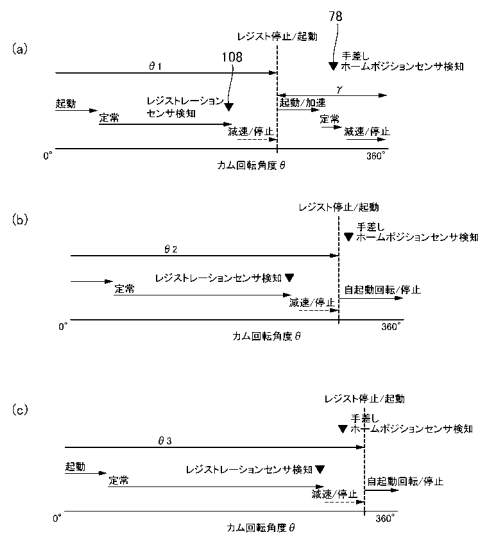 (a)
レジスト停止/起動
78
手差し
ホームポジションセンサ検知
θ1
108
γ
起動
レジストレーション
センサ検知
起動/加速
定常
定常
減速/停止
減速/停止
0°
360°
カム回転角度θ
(b)
レジスト停止/起動
手差し
ホームポジションセンサ検知
θ2
レジストレーションセンサ検知
定常
自起動回転/停止
減速/停止
0°
360°
カム回転角度θ
(c)
レジスト停止/起動
手差し
ホームポジションセンサ検知
θ3
起動
レジストレーションセンサ検知
定常
自起動回転/停止
減速/停止
0°
360°
カム回転角度θ